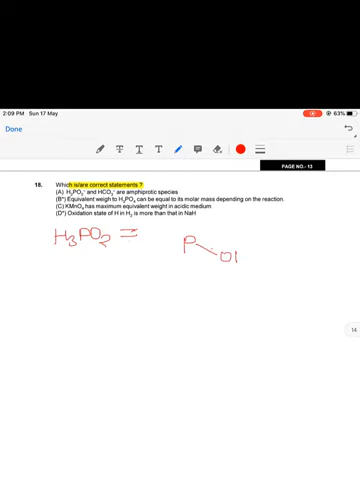 2:09 PM Sun 17 May
63%
Done
PAGE NO.- 13
18. Which is/are correct statements ?
(A) H₂PO₂⁻ and HCO₃⁻ are amphiprotic species
(B*) Equivalent weigh to H₃PO₄ can be equal to its molar mass depending on the reaction.
(C) KMnO₄ has maximum equivalent weight in acidic medium
(D*) Oxidation state of H in H₂ is more than that in NaH
H₃PO₂ =
P
OI
14